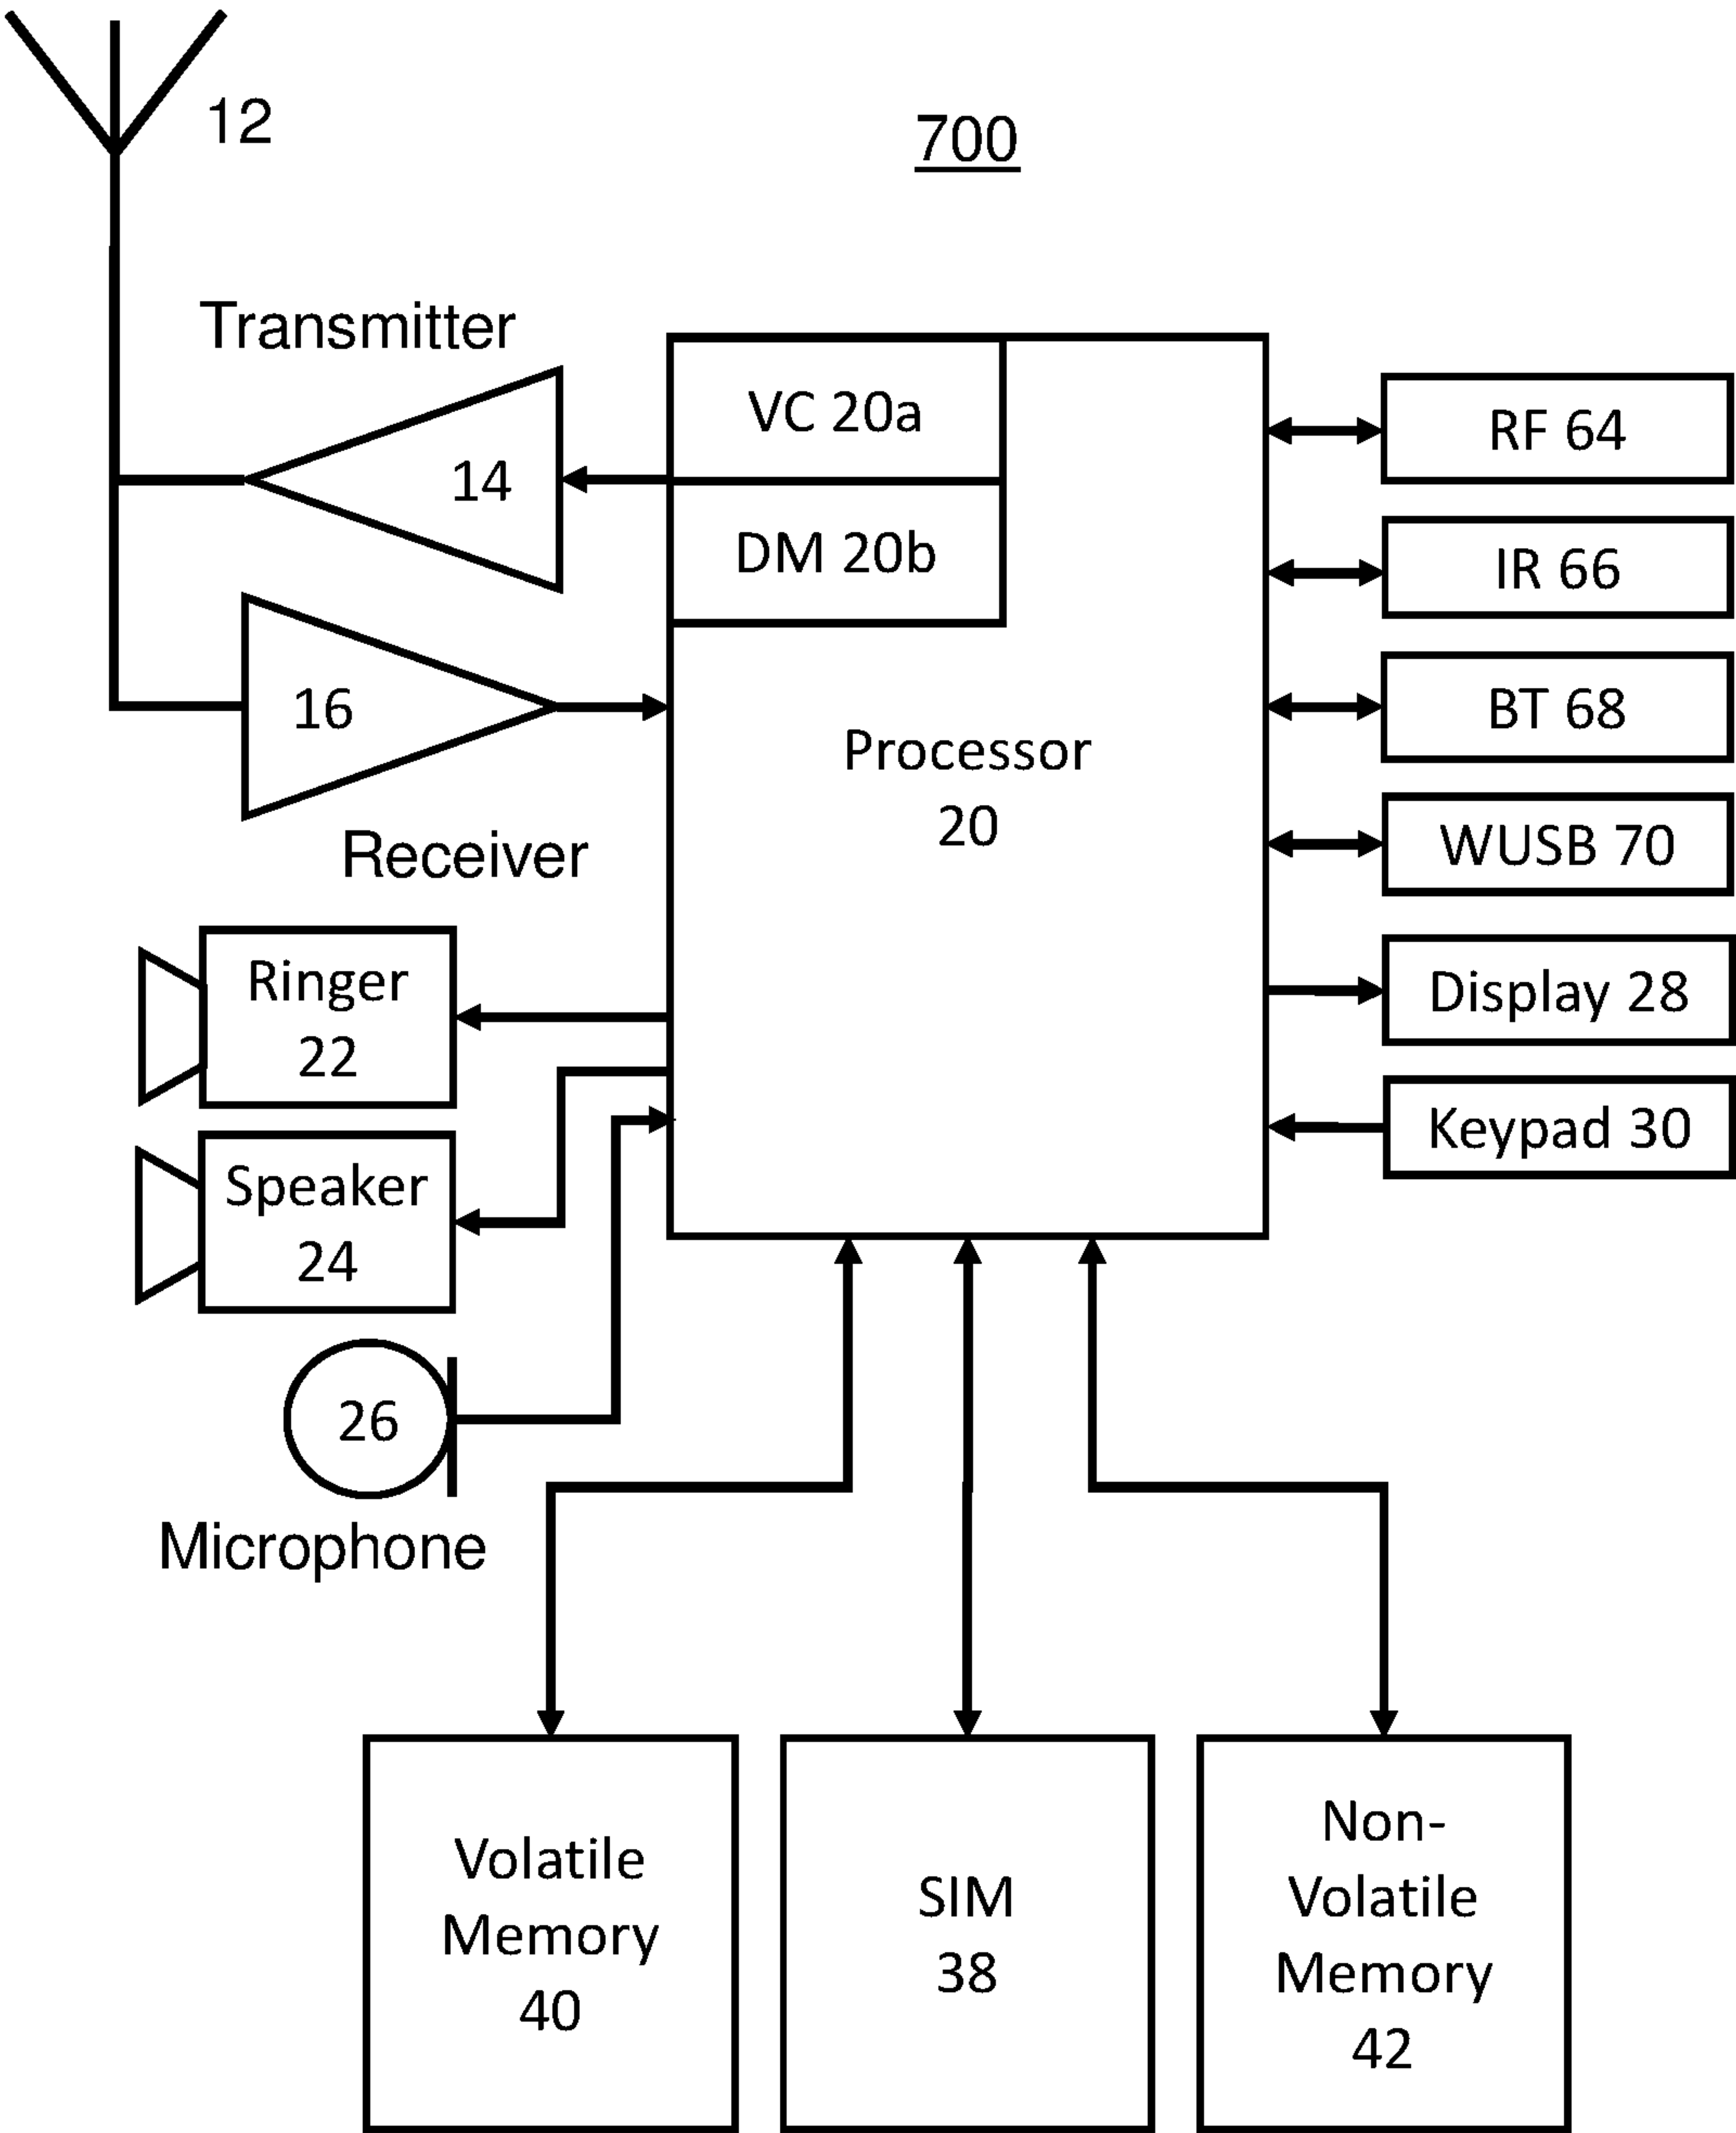 12
700
Transmitter
VC 20a
14
DM 20b
16
Receiver
Processor
20
RF 64
IR 66
BT 68
WUSB 70
Display 28
Keypad 30
Ringer
22
Speaker
24
26
Microphone
Volatile
Memory
40
SIM
38
Non-
Volatile
Memory
42